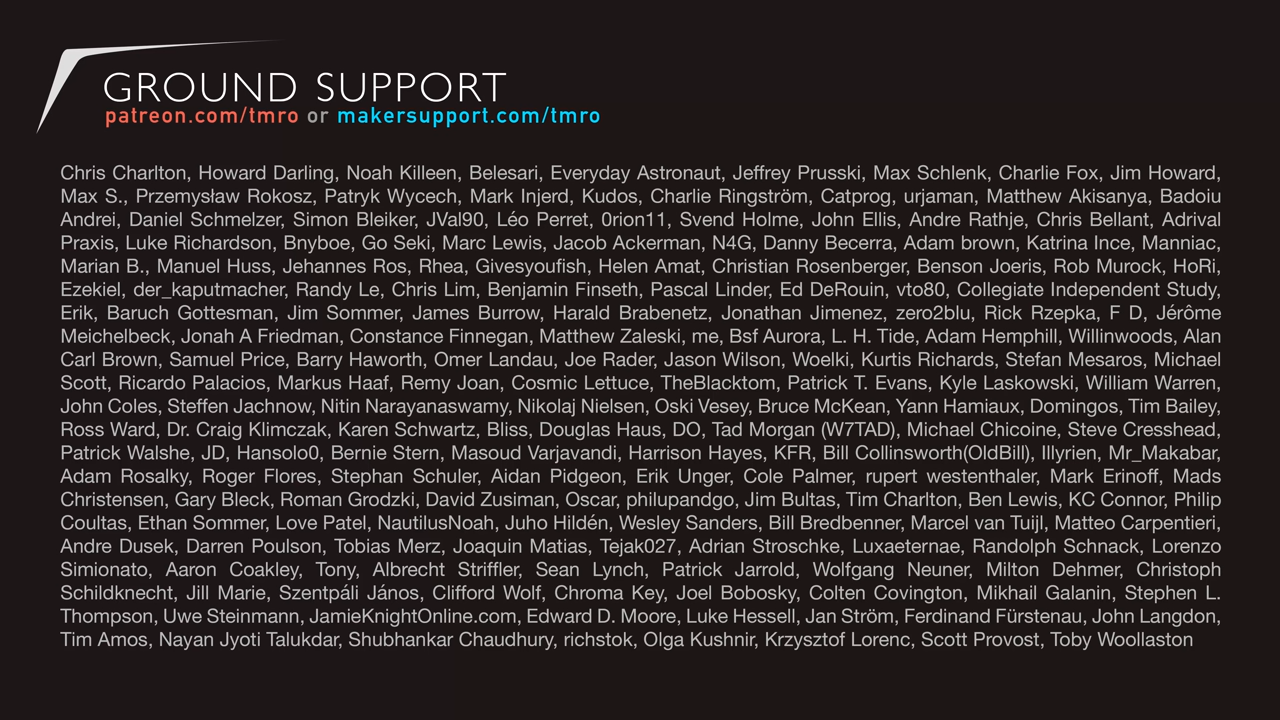 GROUND SUPPORT
patreon.com/tmro or makersupport.com/tmro
Chris Charlton, Howard Darling, Noah Killeen, Belesari, Everyday Astronaut, Jeffrey Prusski, Max Schlenk, Charlie Fox, Jim Howard,
Max S., Przemysław Rokosz, Patryk Wycech, Mark Injerd, Kudos, Charlie Ringström, Catprog, urjaman, Matthew Akisanya, Badoiu
Andrei, Daniel Schmelzer, Simon Bleiker, JVal90, Léo Perret, 0rion11, Svend Holme, John Ellis, Andre Rathje, Chris Bellant, Adrival
Praxis, Luke Richardson, Bnyboe, Go Seki, Marc Lewis, Jacob Ackerman, N4G, Danny Becerra, Adam brown, Katrina Ince, Manniac,
Marian B., Manuel Huss, Jehannes Ros, Rhea, Givesyoufish, Helen Amat, Christian Rosenberger, Benson Joeris, Rob Murock, HoRi,
Ezekiel, der_kaputmacher, Randy Le, Chris Lim, Benjamin Finseth, Pascal Linder, Ed DeRouin, vto80, Collegiate Independent Study,
Erik, Baruch Gottesman, Jim Sommer, James Burrow, Harald Brabenetz, Jonathan Jimenez, zero2blu, Rick Rzepka, F D, Jérôme
Meichelbeck, Jonah A Friedman, Constance Finnegan, Matthew Zaleski, me, Bsf Aurora, L. H. Tide, Adam Hemphill, Willinwoods, Alan
Carl Brown, Samuel Price, Barry Haworth, Omer Landau, Joe Rader, Jason Wilson, Woelki, Kurtis Richards, Stefan Mesaros, Michael
Scott, Ricardo Palacios, Markus Haaf, Remy Joan, Cosmic Lettuce, TheBlacktom, Patrick T. Evans, Kyle Laskowski, William Warren,
John Coles, Steffen Jachnow, Nitin Narayanaswamy, Nikolaj Nielsen, Oski Vesey, Bruce McKean, Yann Hamiaux, Domingos, Tim Bailey,
Ross Ward, Dr. Craig Klimczak, Karen Schwartz, Bliss, Douglas Haus, DO, Tad Morgan (W7TAD), Michael Chicoine, Steve Cresshead,
Patrick Walshe, JD, Hansolo0, Bernie Stern, Masoud Varjavandi, Harrison Hayes, KFR, Bill Collinsworth(OldBill), Illyrien, Mr_Makabar,
Adam Rosalky, Roger Flores, Stephan Schuler, Aidan Pidgeon, Erik Unger, Cole Palmer, rupert westenthaler, Mark Erinoff, Mads
Christensen, Gary Bleck, Roman Grodzki, David Zusiman, Oscar, philupandgo, Jim Bultas, Tim Charlton, Ben Lewis, KC Connor, Philip
Coultas, Ethan Sommer, Love Patel, NautilusNoah, Juho Hildén, Wesley Sanders, Bill Bredbenner, Marcel van Tuijl, Matteo Carpentieri,
Andre Dusek, Darren Poulson, Tobias Merz, Joaquin Matias, Tejak027, Adrian Stroschke, Luxaeternae, Randolph Schnack, Lorenzo
Simionato, Aaron Coakley, Tony, Albrecht Striffler, Sean Lynch, Patrick Jarrold, Wolfgang Neuner, Milton Dehmer, Christoph
Schildknecht, Jill Marie, Szentpáli János, Clifford Wolf, Chroma Key, Joel Bobosky, Colten Covington, Mikhail Galanin, Stephen L.
Thompson, Uwe Steinmann, JamieKnightOnline.com, Edward D. Moore, Luke Hessell, Jan Ström, Ferdinand Fürstenau, John Langdon,
Tim Amos, Nayan Jyoti Talukdar, Shubhankar Chaudhury, richstok, Olga Kushnir, Krzysztof Lorenc, Scott Provost, Toby Woollaston